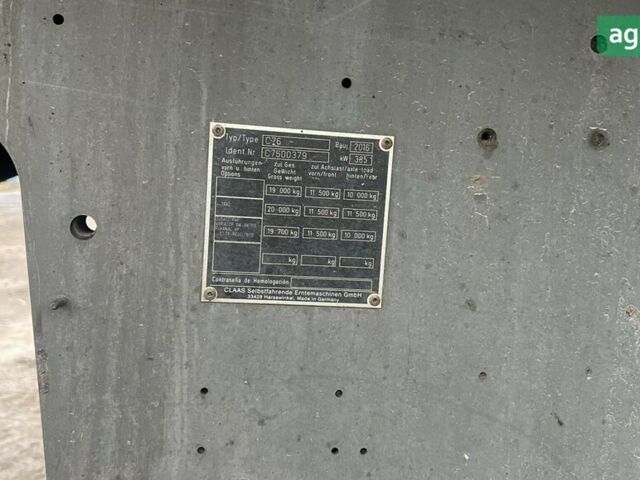 ag
Typ/Type C76 Bauj 2016
Ident.Nr C7500379 kW 385
Ausführungen zul.Ges zul.Achslast/axle-load
vorn u. hinten Gewicht vorn/front hinten/rear
Options Gross weight
19 000 kg 11 500 kg 10 000 kg
20 000 kg 11 500 kg 11 500 kg
19 700 kg 11 500 kg 10 000 kg
kg kg kg
Contraseña de Homologación
CLAAS Selbstfahrende Erntemaschinen GmbH
33428 Harsewinkel, Made in Germany